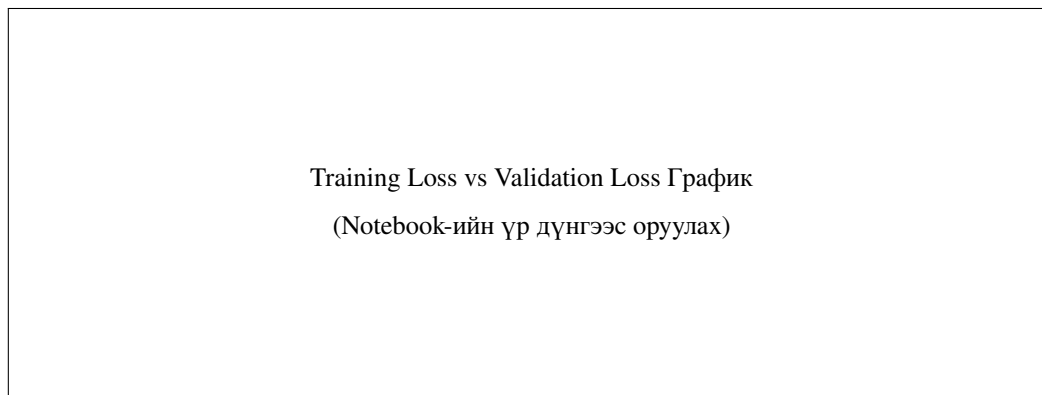 Training Loss vs Validation Loss График
(Notebook-ийн үр дүнгээс оруулах)